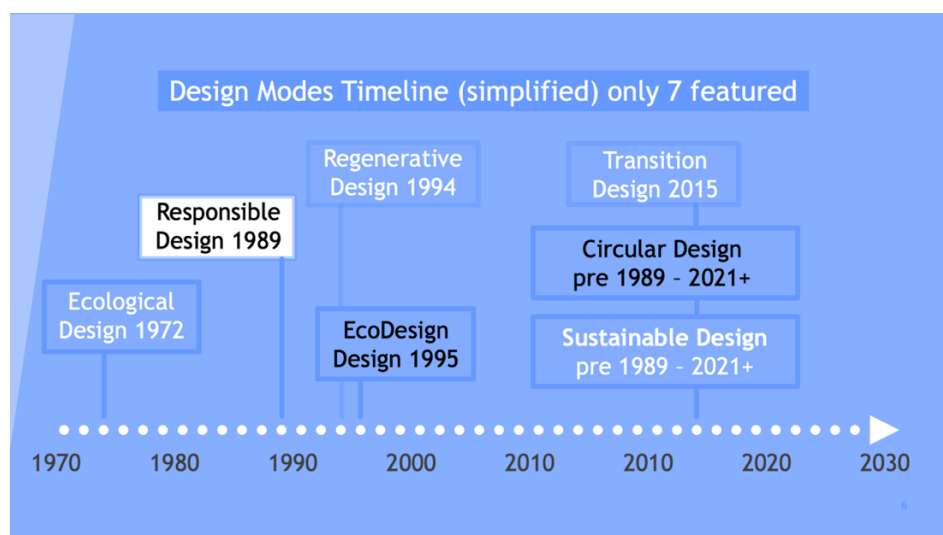 Design Modes Timeline (simplified) only 7 featured
Regenerative
Design 1994
Transition
Design 2015
Responsible
Design 1989
Circular Design
pre 1989 – 2021+
Ecological
Design 1972
EcoDesign
Design 1995
Sustainable Design
pre 1989 – 2021+
1970 1980 1990 2000 2010 2010 2020 2030
6